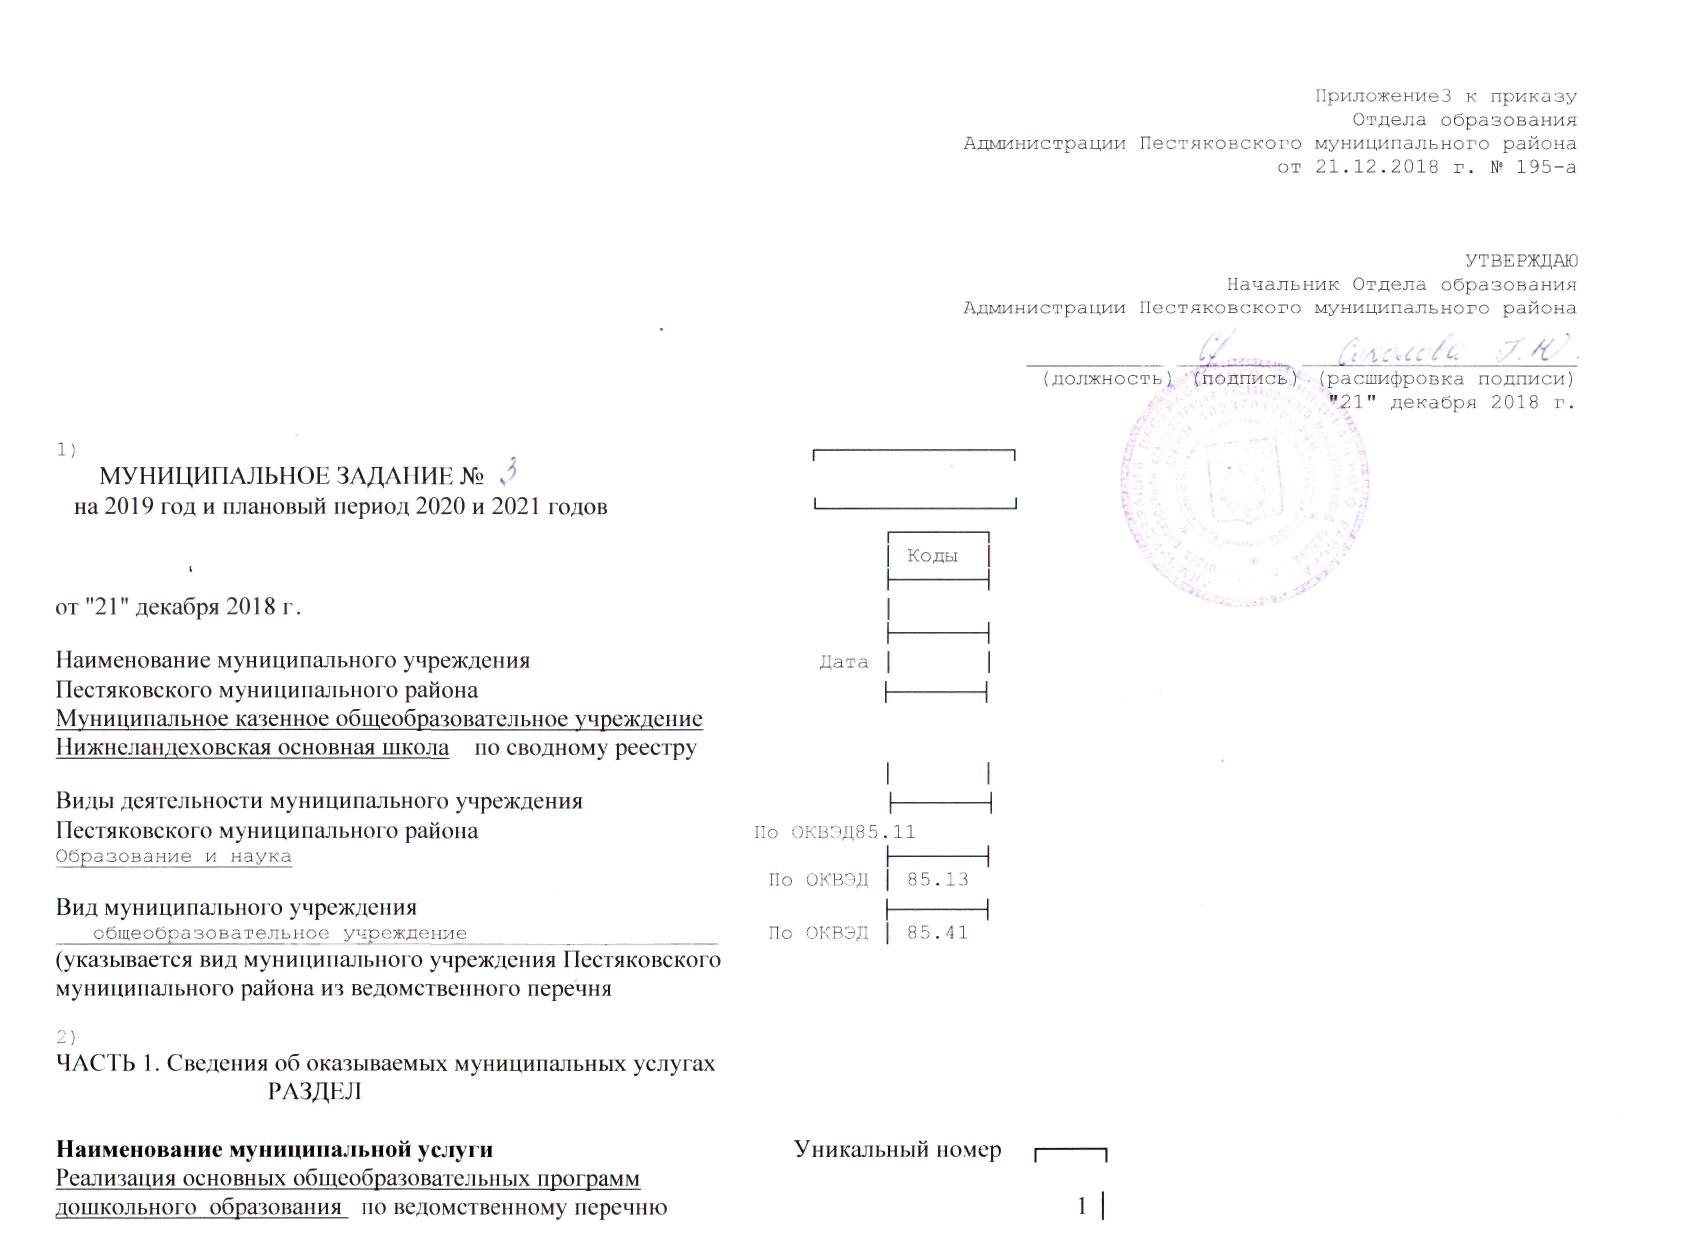 Приложение3 к приказу
Отдела образования
Администрации Пестяковского муниципального района
от 21.12.2018 г. № 195-а
УТВЕРЖДАЮ
Начальник Отдела образования
Администрации Пестяковского муниципального района
Соколова Г.Ю.
(должность) (подпись) (расшифровка подписи)
"21" декабря 2018 г.
1)
МУНИЦИПАЛЬНОЕ ЗАДАНИЕ № 3
на 2019 год и плановый период 2020 и 2021 годов
Коды
от "21" декабря 2018 г.
Наименование муниципального учреждения Дата
Пестяковского муниципального района
Муниципальное казенное общеобразовательное учреждение
Нижнеландеховская основная школа по сводному реестру
Виды деятельности муниципального учреждения
Пестяковского муниципального района По ОКВЭД85.11
Образование и наука
По ОКВЭД 85.13
Вид муниципального учреждения
общеобразовательное учреждение По ОКВЭД 85.41
(указывается вид муниципального учреждения Пестяковского
муниципального района из ведомственного перечня
2)
ЧАСТЬ 1. Сведения об оказываемых муниципальных услугах
РАЗДЕЛ
Наименование муниципальной услуги Уникальный номер
Реализация основных общеобразовательных программ
дошкольного образования по ведомственному перечню 1